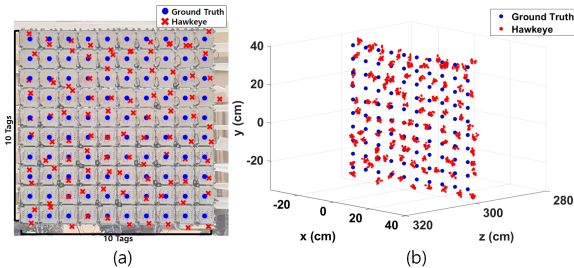 Ground Truth
Hawkeye
10 Tags
10 Tags
(a)
Ground Truth
Hawkeye
40
20
0
-20
y (cm)
-20
0
20
40
x (cm)
320
300
280
z (cm)
(b)